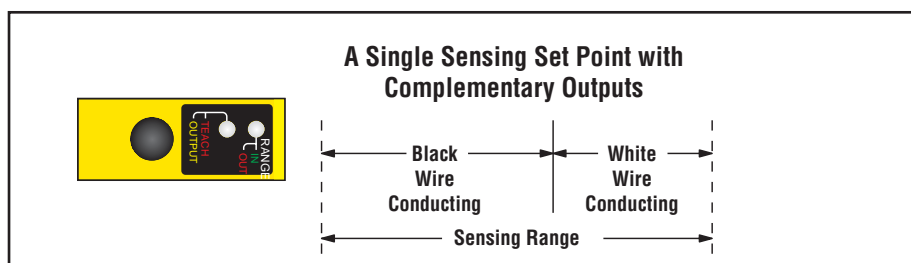 A Single Sensing Set Point with
Complementary Outputs
TEACH
OUTPUT
RANGE
IN
OUT
Black
Wire
Conducting
White
Wire
Conducting
Sensing Range